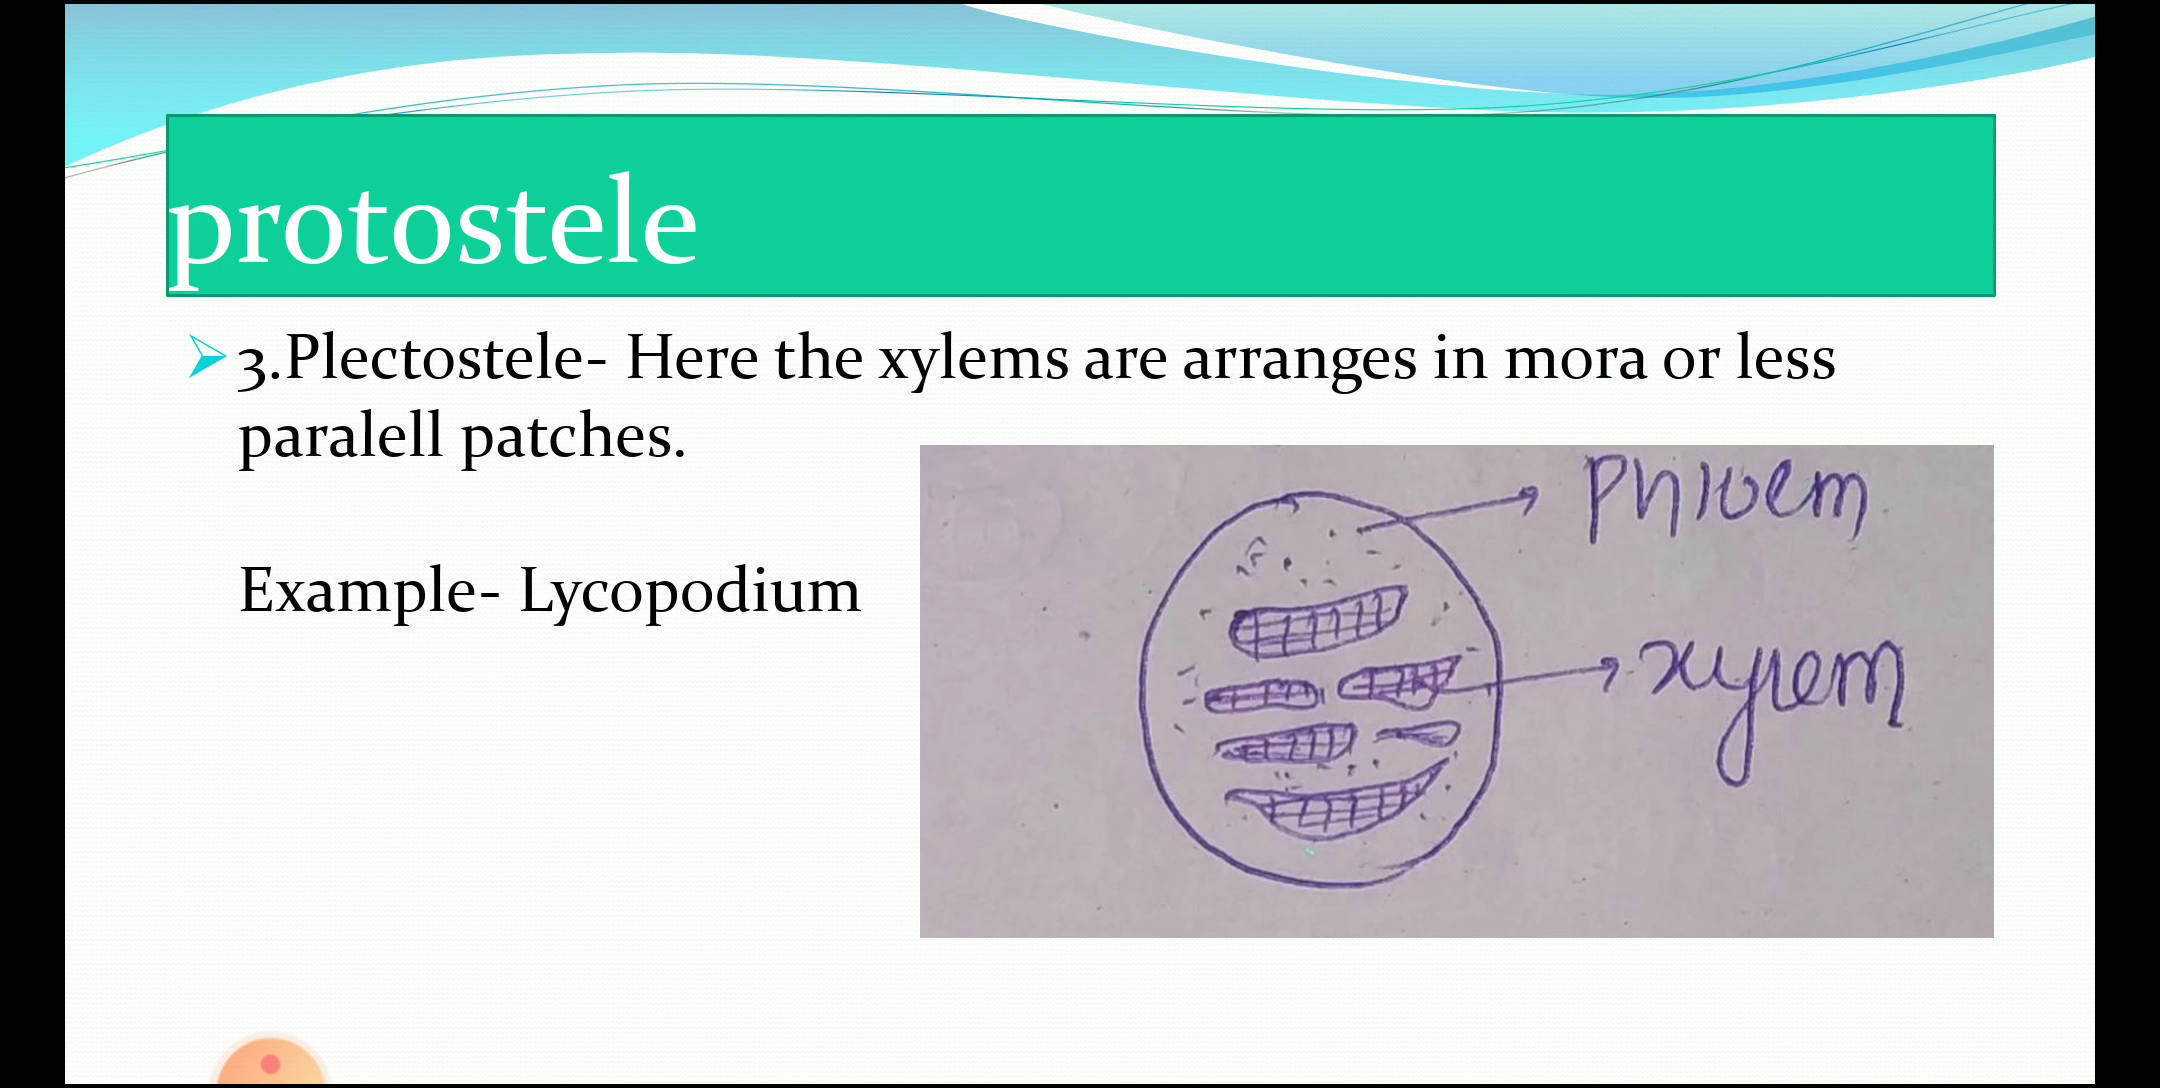 protostele
3.Plectostele- Here the xylems are arranges in mora or less
paralell patches.
Example- Lycopodium
Phloem
xylem